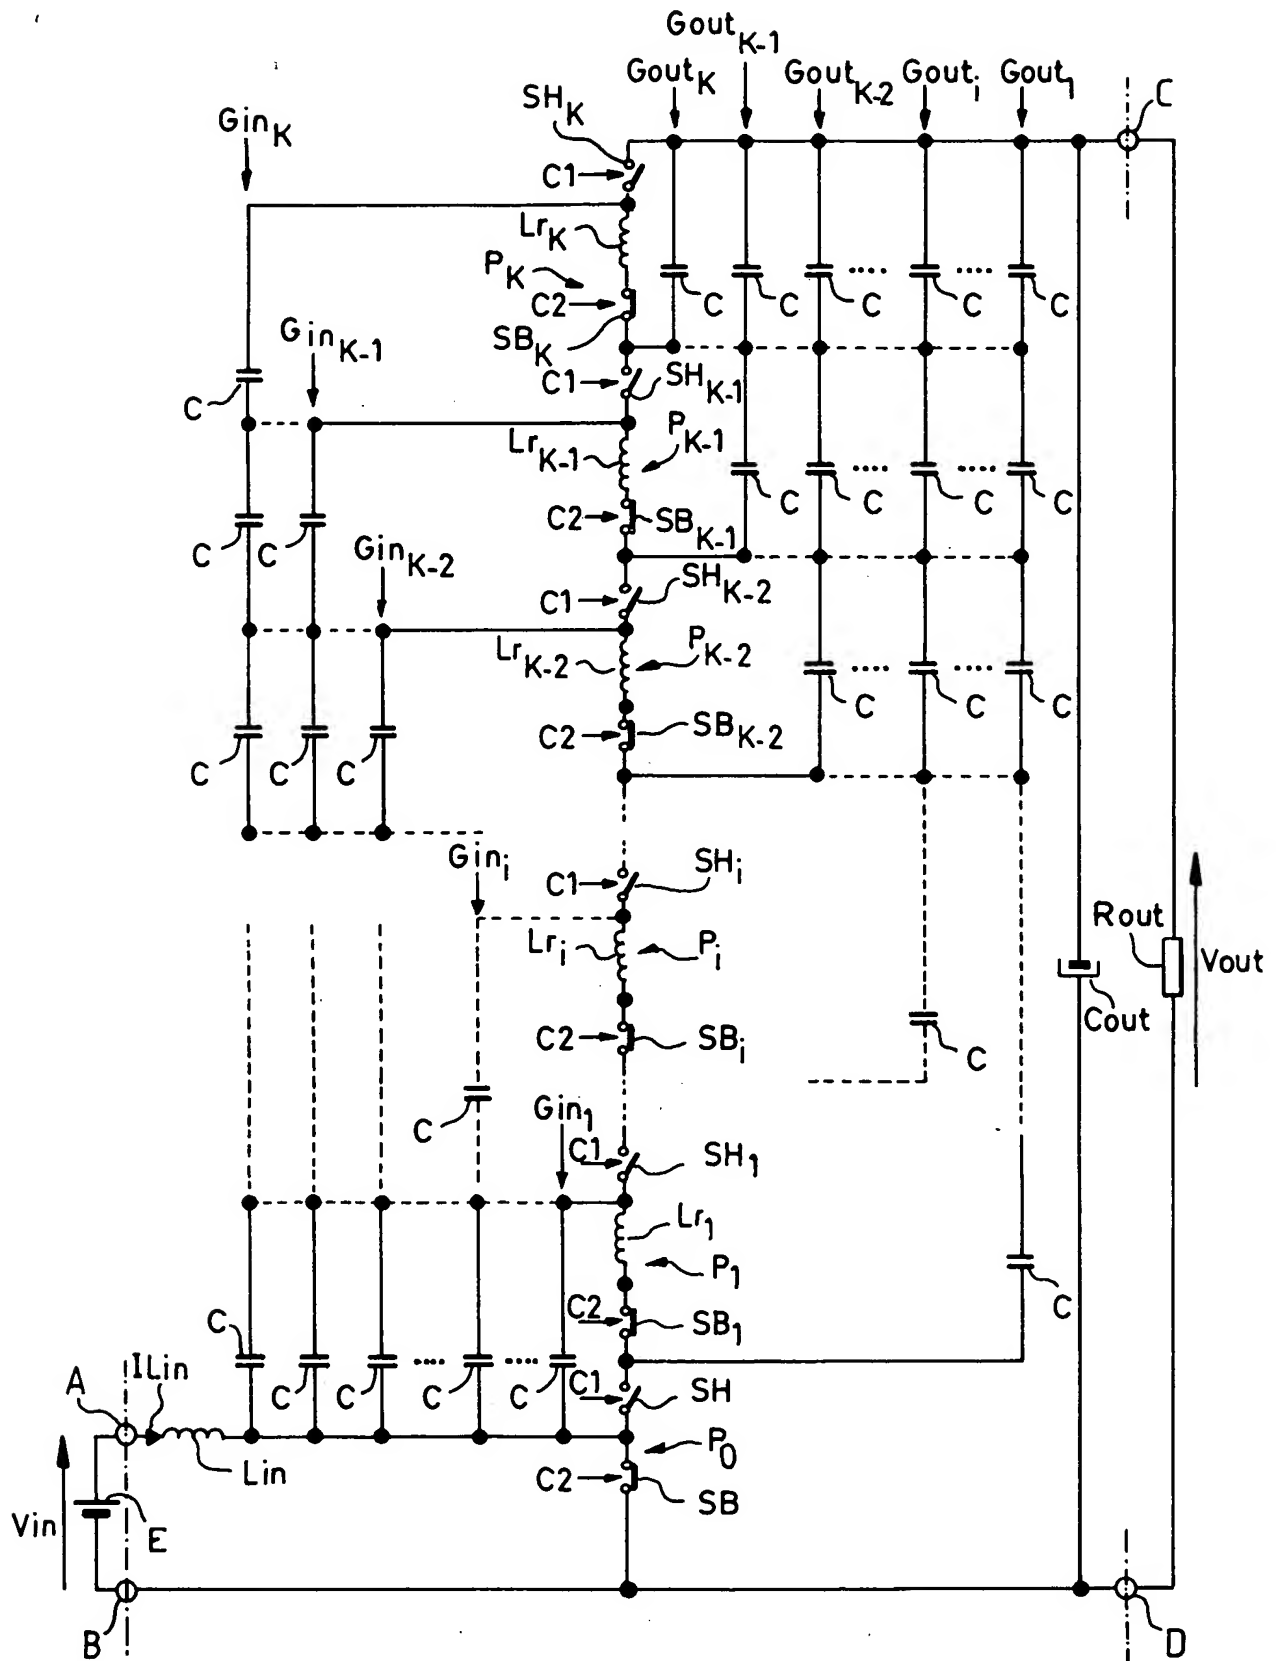 Gout K-1
Gout K Gout K-2 Gout i Gout 1
SH K C
Gin K
C1
Lr K
P K
C2 C C C C C
Gin K-1 SB K
C1 SH K-1
C
Lr K-1 P K-1
C2 SB K-1 C C C C
C C
Gin K-2
C1 SH K-2
Lr K-2 P K-2
C2 SB K-2 C C C
C C C
Gin i C1 SH i
Rout
Lr i P i Vout
Cout
C2 SB i C
C Gin 1
C1 SH 1
Lr 1
P 1
C2 SB 1 C
C
A ILin C C C C C1 SH
P 0
Lin C2 SB
Vin E
B D